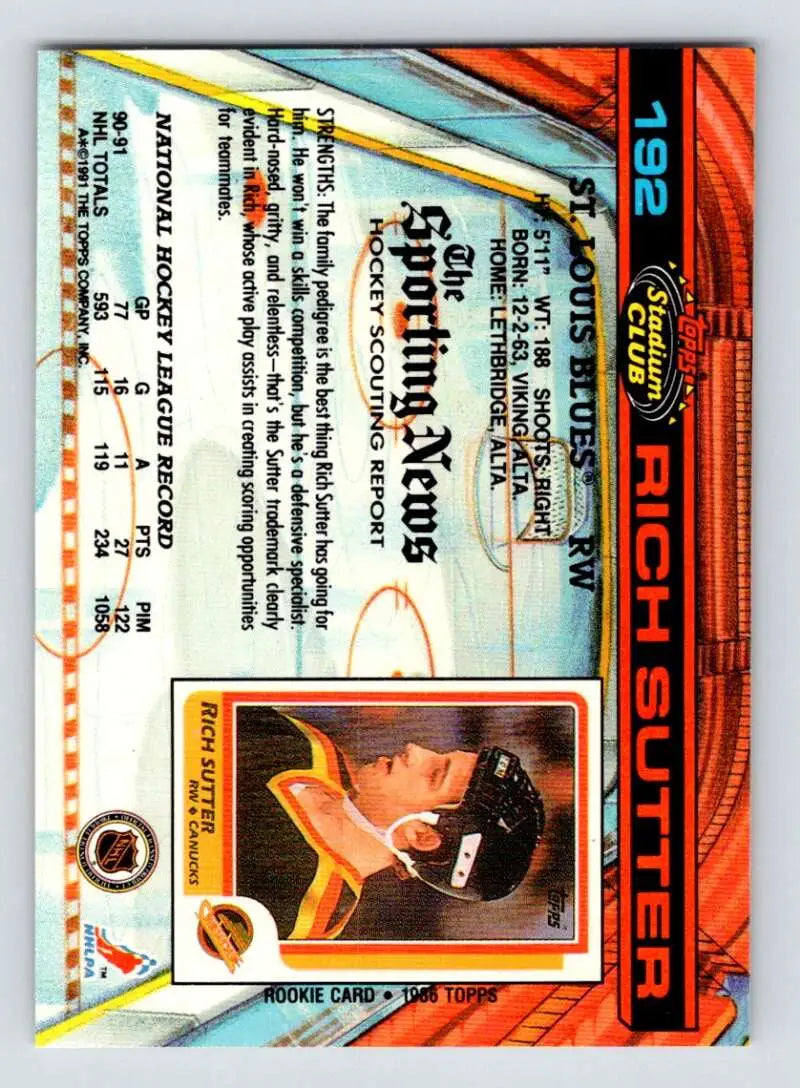 192
Topps
Stadium
CLUB
RICH SUTTER
ST. LOUIS BLUES® RW
HT: 5'11" WT: 188 SHOOTS: RIGHT
BORN: 12-2-63, VIKING, ALTA.
HOME: LETHBRIDGE, ALTA.
The
Sporting News
HOCKEY SCOUTING REPORT
STRENGTHS: The family pedigree is the best thing Rich Sutter has going for
him. He won't win a skills competition, but he's a defensive specialist.
Hard-nosed, gritty, and relentless—that's the Sutter trademark clearly
evident in Rich, whose active play assists in creating scoring opportunities
for teammates.
NATIONAL HOCKEY LEAGUE RECORD
GP G A PTS PIM
90-91 77 16 11 27 122
NHL TOTALS 593 115 119 234 1058
A*©1991 THE TOPPS COMPANY, INC.
TOPPS
RICH SUTTER
RW ◆ CANUCKS
ROOKIE CARD • 1986 TOPPS
NHL
NHLPA
™